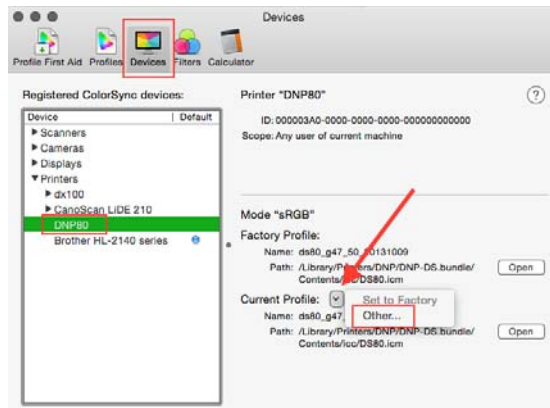 Devices
Profile First Aid Profiles Devices Filters Calculator
Registered ColorSync devices:
Device Default
Scanners
Cameras
Displays
Printers
dx100
CanoScan LiDE 210
DNP80
Brother HL-2140 series
Printer "DNP80"
?
ID: 000003A0-0000-0000-0000-000000000000
Scope: Any user of current machine
Mode "sRGB"
Factory Profile:
Name: ds80_g47_50_20131009
Path: /Library/Printers/DNP/DNP-DS.bundle/
Contents/Icc/DS80.icm
Open
Current Profile:
Set to Factory
Other...
Name: ds80_g47_
Path: /Library/Printers/DNP/DNP-DS.bundle/
Contents/Icc/DS80.icm
Open